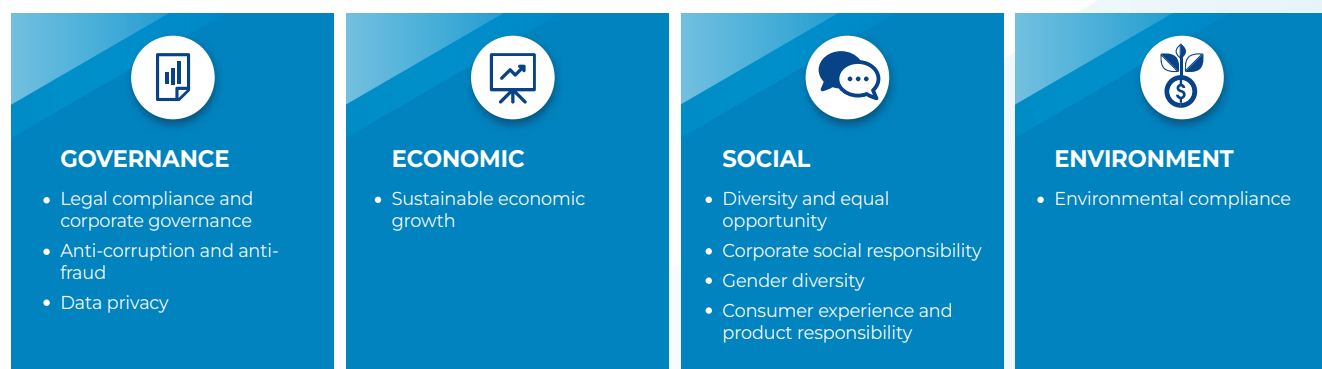 GOVERNANCE
• Legal compliance and
corporate governance
• Anti-corruption and anti-
fraud
• Data privacy
ECONOMIC
• Sustainable economic
growth
SOCIAL
• Diversity and equal
opportunity
• Corporate social responsibility
• Gender diversity
• Consumer experience and
product responsibility
ENVIRONMENT
• Environmental compliance
$